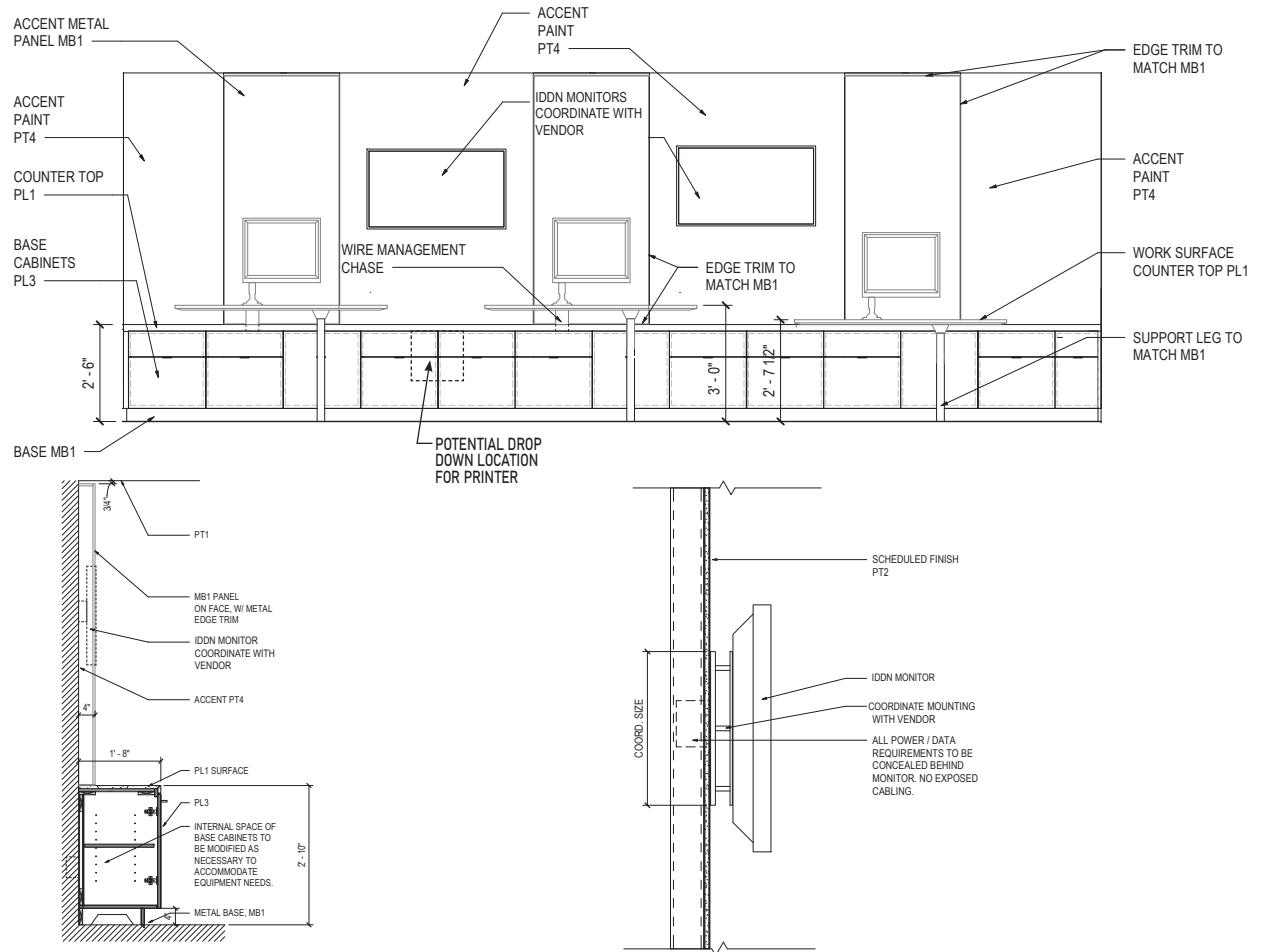 ACCENT METAL
PANEL MB1
ACCENT
PAINT
PT4
EDGE TRIM TO
MATCH MB1
ACCENT
PAINT
PT4
IDDN MONITORS
COORDINATE WITH
VENDOR
COUNTER TOP
PL1
ACCENT
PAINT
PT4
BASE
CABINETS
PL3
WIRE MANAGEMENT
CHASE
EDGE TRIM TO
MATCH MB1
WORK SURFACE
COUNTER TOP PL1
2' - 6"
3' - 0"
2' - 7 1/2"
SUPPORT LEG TO
MATCH MB1
BASE MB1
POTENTIAL DROP
DOWN LOCATION
FOR PRINTER
3/4"
PT1
MB1 PANEL
ON FACE, W/ METAL
EDGE TRIM
IDDN MONITOR
COORDINATE WITH
VENDOR
ACCENT PT4
4"
1' - 8"
PL1 SURFACE
PL3
INTERNAL SPACE OF
BASE CABINETS TO
BE MODIFIED AS
NECESSARY TO
ACCOMMODATE
EQUIPMENT NEEDS.
2' - 10"
4"
METAL BASE, MB1
SCHEDULED FINISH
PT2
COORD. SIZE
IDDN MONITOR
COORDINATE MOUNTING
WITH VENDOR
ALL POWER / DATA
REQUIREMENTS TO BE
CONCEALED BEHIND
MONITOR. NO EXPOSED
CABLING.